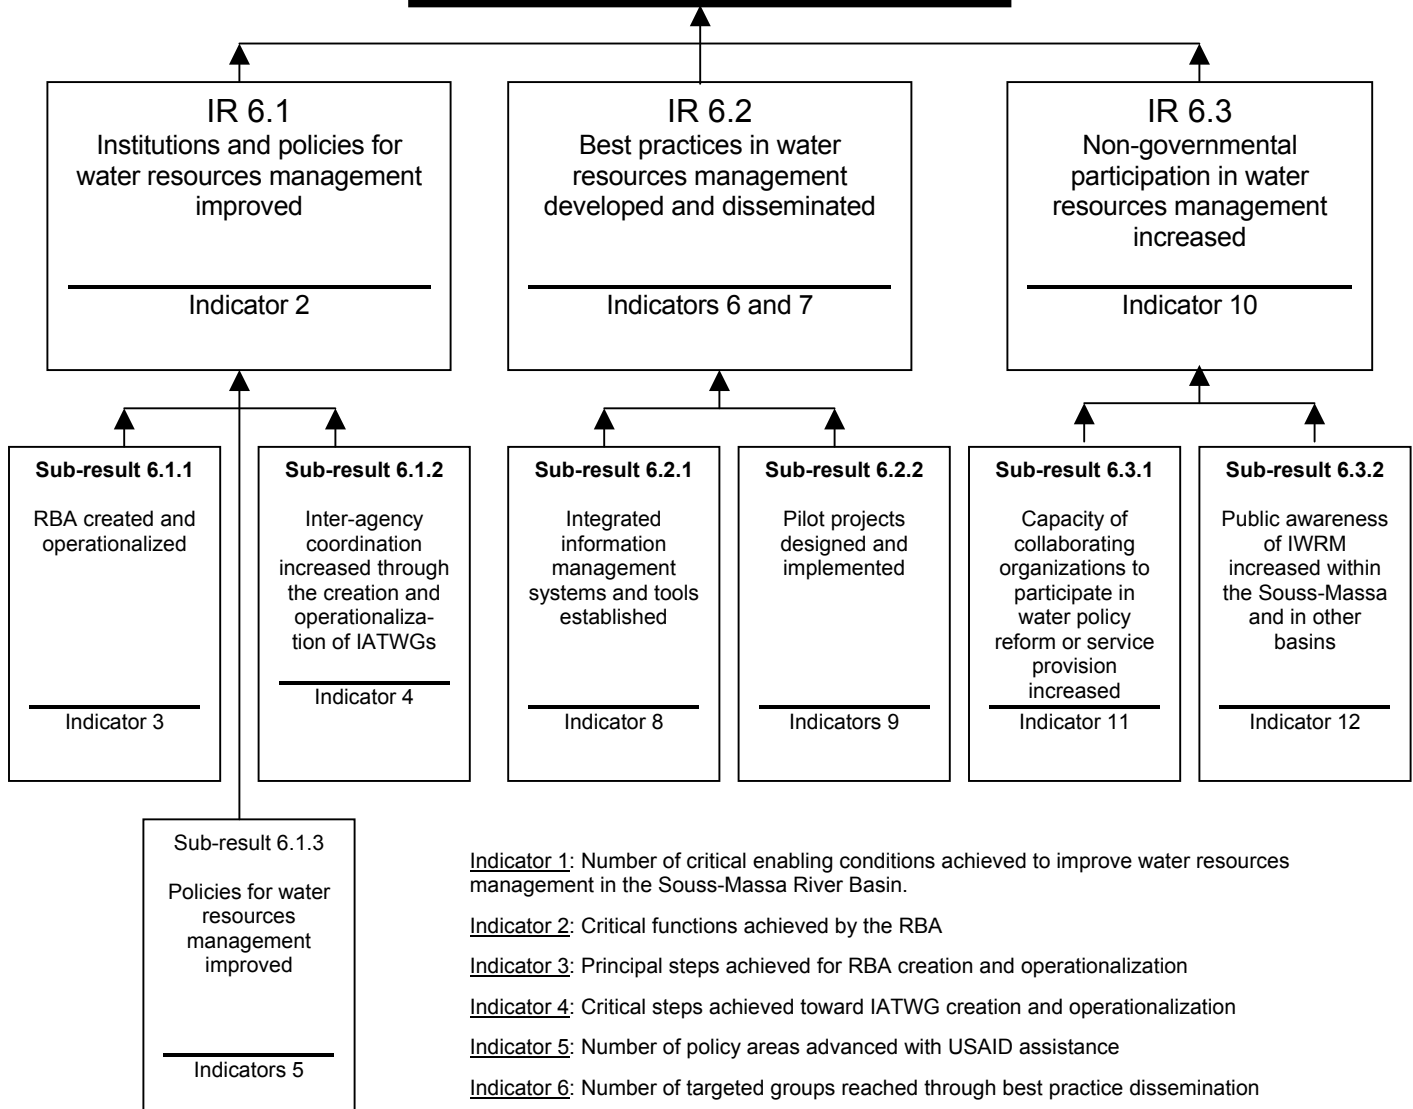 IR 6.1
Institutions and policies for
water resources management
improved
Indicator 2
IR 6.2
Best practices in water
resources management
developed and disseminated
Indicators 6 and 7
IR 6.3
Non-governmental
participation in water
resources management
increased
Indicator 10
Sub-result 6.1.1
RBA created and
operationalized
Indicator 3
Sub-result 6.1.2
Inter-agency
coordination
increased through
the creation and
operationaliza-
tion of IATWGs
Indicator 4
Sub-result 6.2.1
Integrated
information
management
systems and tools
established
Indicator 8
Sub-result 6.2.2
Pilot projects
designed and
implemented
Indicators 9
Sub-result 6.3.1
Capacity of
collaborating
organizations to
participate in
water policy
reform or service
provision
increased
Indicator 11
Sub-result 6.3.2
Public awareness
of IWRM
increased within
the Souss-Massa
and in other
basins
Indicator 12
Sub-result 6.1.3
Policies for water
resources
management
improved
Indicators 5
Indicator 1: Number of critical enabling conditions achieved to improve water resources
management in the Souss-Massa River Basin.
Indicator 2: Critical functions achieved by the RBA
Indicator 3: Principal steps achieved for RBA creation and operationalization
Indicator 4: Critical steps achieved toward IATWG creation and operationalization
Indicator 5: Number of policy areas advanced with USAID assistance
Indicator 6: Number of targeted groups reached through best practice dissemination